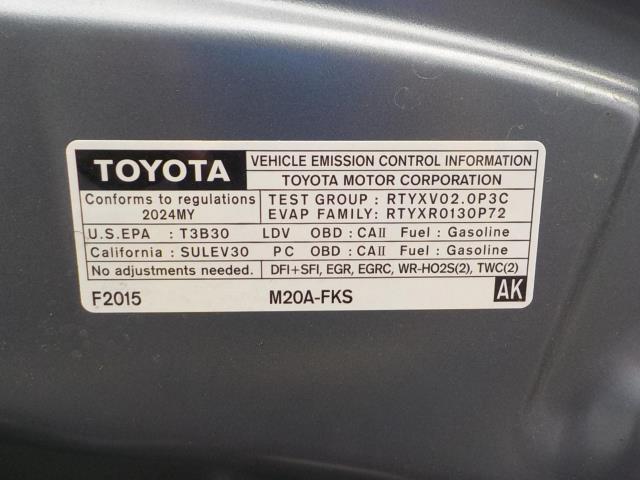 TOYOTA
VEHICLE EMISSION CONTROL INFORMATION
TOYOTA MOTOR CORPORATION
Conforms to regulations
2024MY
TEST GROUP : RTYXV02.0P3C
EVAP FAMILY: RTYXR0130P72
U.S.EPA : T3B30 LDV OBD : CAII Fuel : Gasoline
California : SULEV30 PC OBD : CAII Fuel : Gasoline
No adjustments needed. DFI+SFI, EGR, EGRC, WR-HO2S(2), TWC(2)
F2015 M20A-FKS AK